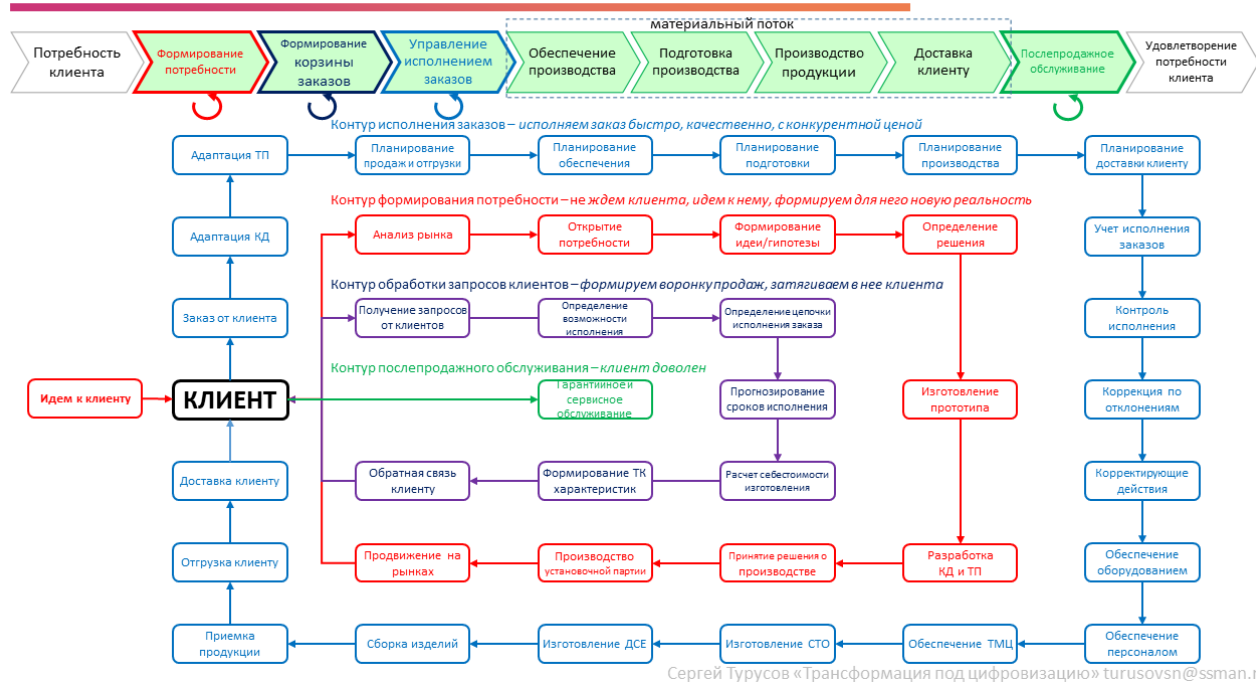 материальный поток
Потребность
клиента
Формирование
потребности
Формирование
корзины
заказов
Управление
исполнением
заказов
Обеспечение
производства
Подготовка
производства
Производство
продукции
Доставка
клиенту
Послепродажное
обслуживание
Удовлетворение
потребности
клиента
Контур исполнения заказов – исполняем заказ быстро, качественно, с конкурентной ценой
Адаптация ТП
Планирование
продаж и отгрузки
Планирование
обеспечения
Планирование
подготовки
Планирование
производства
Планирование
доставки клиенту
Контур формирования потребности – не ждем клиента, идем к нему, формируем для него новую реальность
Адаптация КД
Анализ рынка
Открытие
потребности
Формирование
идеи/гипотезы
Определение
решения
Учет исполнения
заказов
Контур обработки запросов клиентов – формируем воронку продаж, затягиваем в нее клиента
Заказ от клиента
Получение запросов
от клиентов
Определение
возможности
исполнения
Определение цепочки
исполнения заказа
Контроль
исполнения
Контур послепродажного обслуживания – клиент доволен
Идем к клиенту
КЛИЕНТ
Гарантийное и
сервисное
обслуживание
Прогнозирование
сроков исполнения
Изготовление
прототипа
Коррекция по
отклонениям
Доставка клиенту
Обратная связь
клиенту
Формирование ТК
характеристик
Расчет себестоимости
изготовления
Корректирующие
действия
Отгрузка клиенту
Продвижение на
рынках
Производство
установочной партии
Принятие решения о
производстве
Разработка
КД и ТП
Обеспечение
оборудованием
Приемка
продукции
Сборка изделий
Изготовление ДСЕ
Изготовление СТО
Обеспечение ТМЦ
Обеспечение
персоналом
Сергей Турусов «Трансформация под цифровизацию» turusovsn@ssman.r